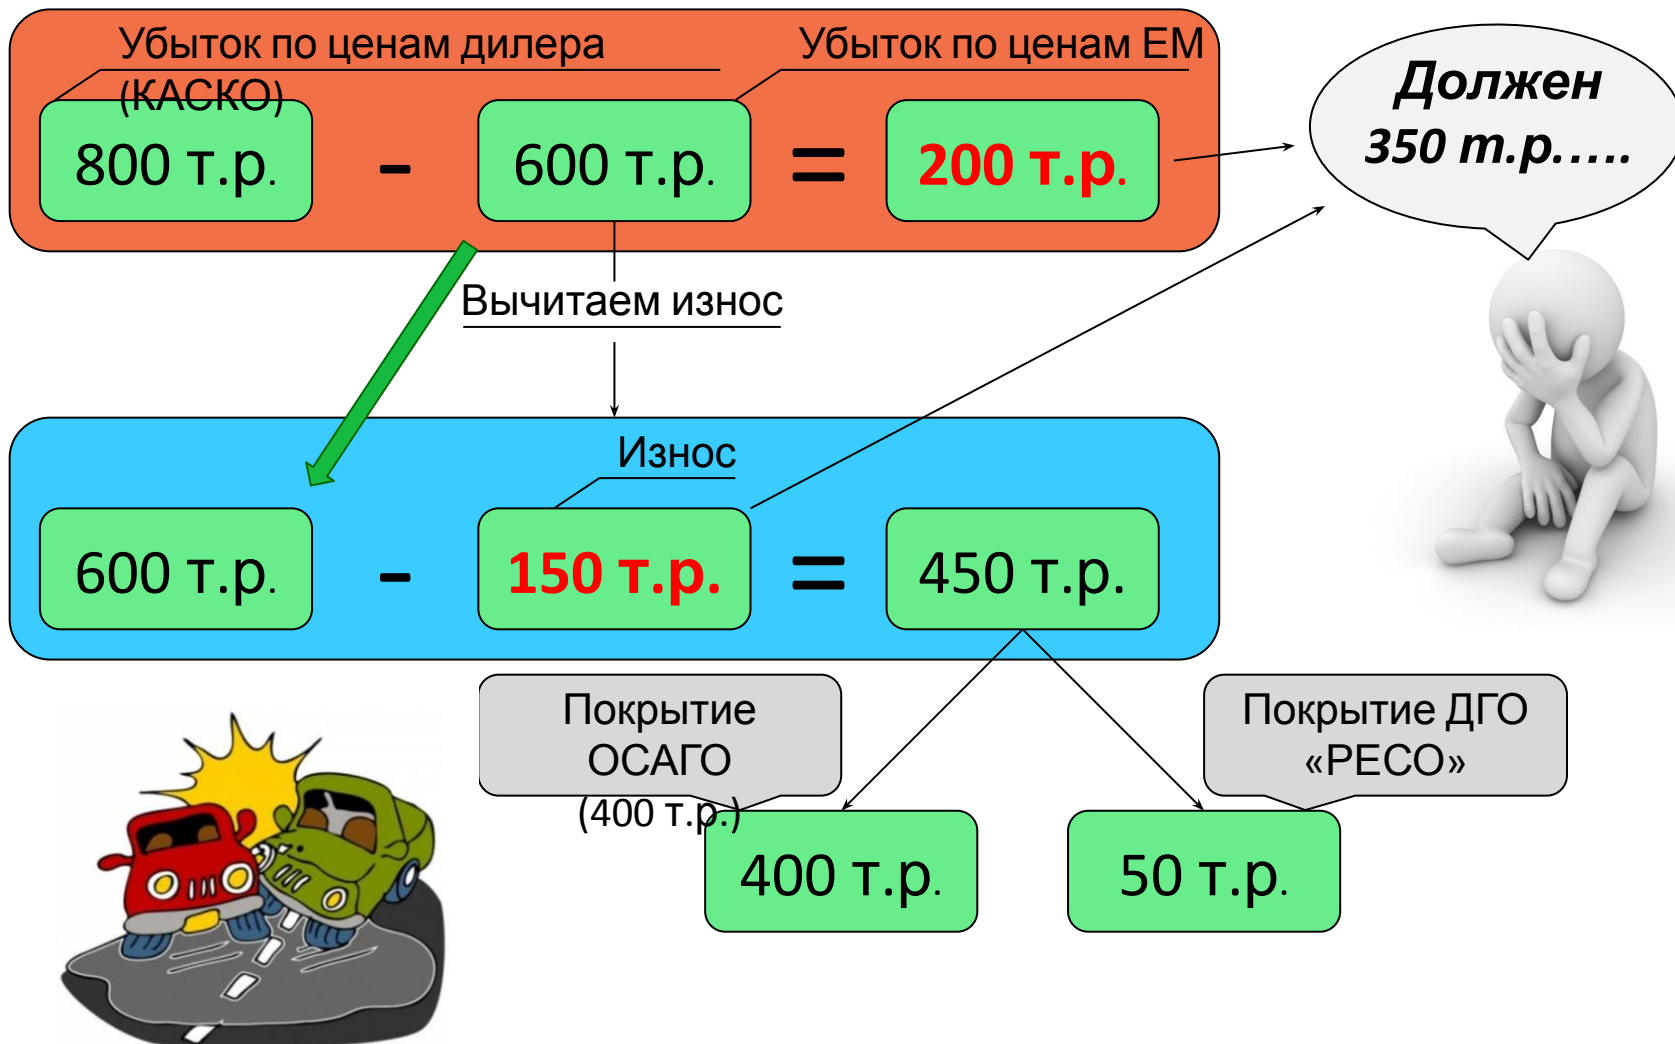 Убыток по ценам дилера
(КАСКО)
Убыток по ценам ЕМ
800 т.р.
-
600 т.р.
=
200 т.р.
Должен
350 т.р.....
Вычитаем износ
Износ
600 т.р.
-
150 т.р.
=
450 т.р.
Покрытие
ОСАГО
(400 т.р.)
Покрытие ДГО
«РЕСО»
400 т.р.
50 т.р.